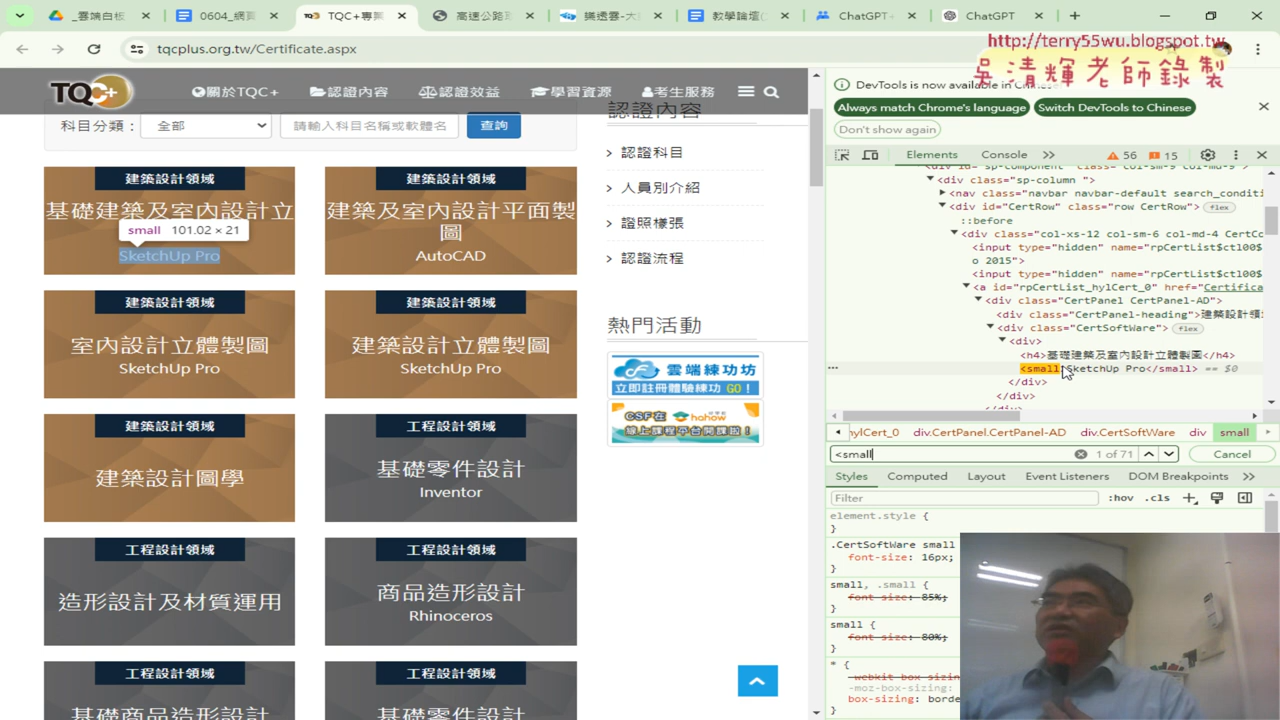 _雲端白板
0604_網頁
TQC+專業
高速公路
教學論壇(
ChatGPT+
ChatGPT
tqcplus.org.tw/Certificate.aspx
http://terry55wu.blogspot.tw
吳清輝老師錄製
TQC+
關於TQC+
認證內容
認證效益
學習資源
考生服務
科目分類：
全部
請輸入科目名稱或軟體名
查詢
建築設計領域
基礎建築及室內設計立
small 101.02 × 21
SketchUp Pro
建築設計領域
建築及室內設計平面製
圖
AutoCAD
建築設計領域
室內設計立體製圖
SketchUp Pro
建築設計領域
建築設計立體製圖
SketchUp Pro
建築設計領域
建築設計圖學
工程設計領域
基礎零件設計
Inventor
工程設計領域
造形設計及材質運用
工程設計領域
商品造形設計
Rhinoceros
工程設計領域
基礎商品造形設計
工程設計領域
基礎零件設計
認證內容
認證科目
人員別介紹
證照樣張
認證流程
熱門活動
雲端練功坊
立即註冊體驗練功 GO!
CSF在 hahow
線上課程平台開課啦!
DevTools is now available in Chinese
Always match Chrome's language
Switch DevTools to Chinese
Don't show again
Elements
Console
56
15
<div class="sp-column ">
<nav class="navbar navbar-default search_conditi
<div id="CertRow" class="row CertRow"> flex
::before
<div class="col-xs-12 col-sm-6 col-md-4 CertCo
<input type="hidden" name="rpCertList$ctl00$
o 2015">
<input type="hidden" name="rpCertList$ctl00$
<a id="rpCertList_hylCert_0" href="Certifica
<div class="CertPanel CertPanel-AD">
<div class="CertPanel-heading">建築設計領
<div class="CertSoftWare"> flex
<div>
<h4>基礎建築及室內設計立體製圖</h4>
<small>SketchUp Pro</small> == $0
</div>
</div>
hylCert_0
div.CertPanel.CertPanel-AD
div.CertSoftWare
div
small
<small
1 of 71
Cancel
Styles
Computed
Layout
Event Listeners
DOM Breakpoints
Filter
:hov
.cls
element.style {
}
.CertSoftWare small
font-size: 16px;
}
small, .small {
font-size: 85%;
}
small {
font-size: 80%;
}
* {
-webkit-box-sizin
-moz-box-sizing:
box-sizing: borde
}